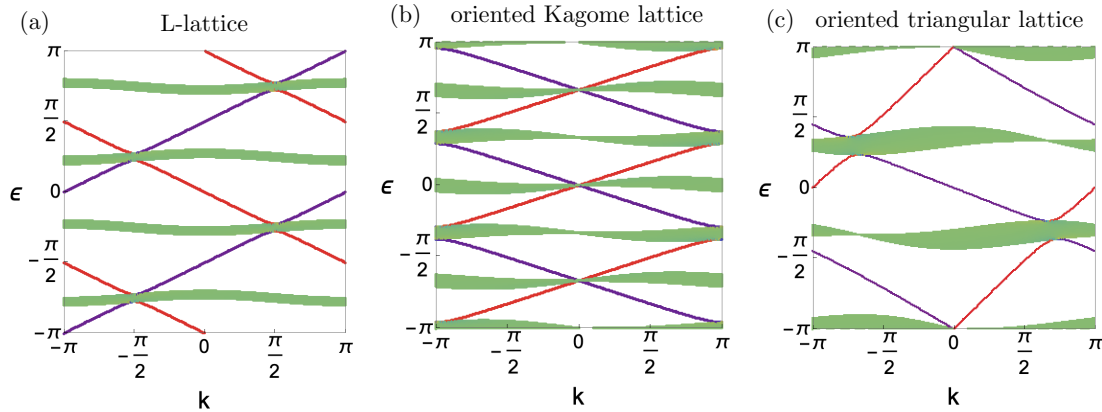 (a) L-lattice
π
π/2
0
-π/2
-π
ϵ
-π -π/2 0 π/2 π
k
(b) oriented Kagome lattice
π
π/2
0
-π/2
-π
ϵ
-π -π/2 0 π/2 π
k
(c) oriented triangular lattice
π
π/2
0
-π/2
-π
ϵ
-π -π/2 0 π/2 π
k